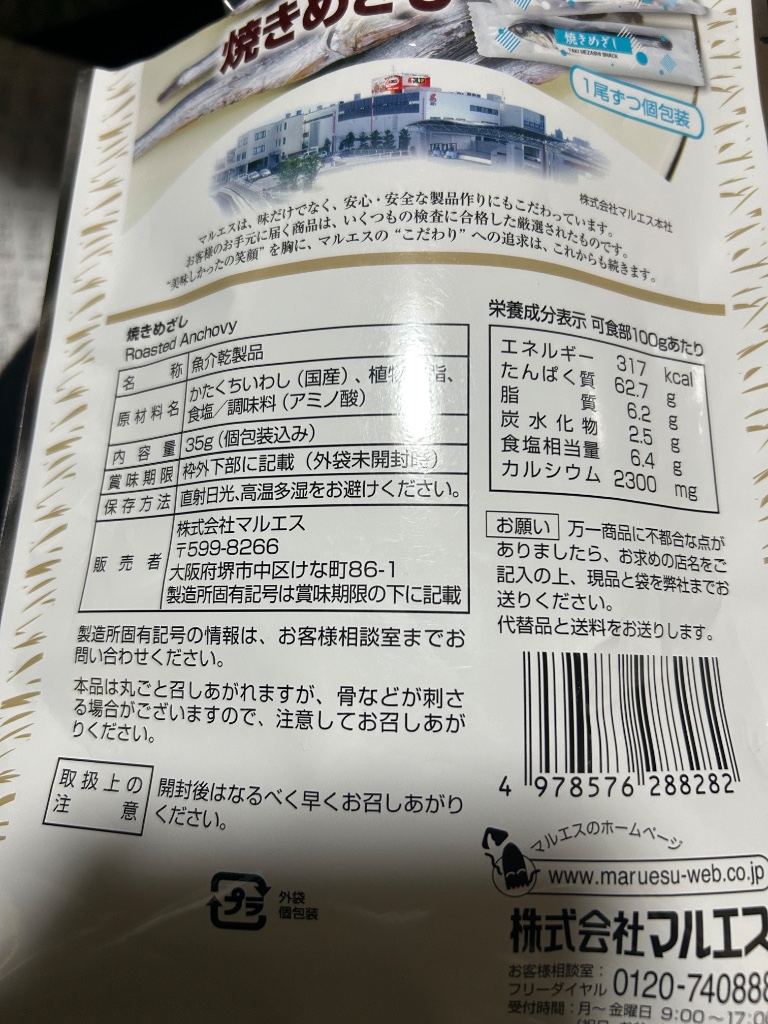 焼きめざし
焼きめざし
YAKI MEZASHI SNACK
1尾ずつ個包装
マルエス
株式会社マルエス本社
マルエスは、味だけでなく、安心・安全な製品作りにもこだわっています。
お客様のお手元に届く商品は、いくつもの検査に合格した厳選されたものです。
“美味しかったの笑顔”を胸に、マルエスの“こだわり”への追求は、これからも続きます。
焼きめざし
Roasted Anchovy
名称 魚介乾製品
原材料名 かたくちいわし（国産）、植物 脂、
食塩／調味料（アミノ酸）
内容量 35g（個包装込み）
賞味期限 枠外下部に記載（外袋未開封時）
保存方法 直射日光、高温多湿をお避けください。
販売者 株式会社マルエス
〒599-8266
大阪府堺市中区けな町86-1
製造所固有記号は賞味期限の下に記載
製造所固有記号の情報は、お客様相談室までお
問い合わせください。
本品は丸ごと召しあがれますが、骨などが刺さ
る場合がございますので、注意してお召しあが
りください。
取扱上の
注意
開封後はなるべく早くお召しあがり
ください。
プラ
外袋
個包装
栄養成分表示 可食部100gあたり
エネルギー 317 kcal
たんぱく質 62.7 g
脂質 6.2 g
炭水化物 2.5 g
食塩相当量 6.4 g
カルシウム 2300 mg
お願い 万一商品に不都合な点が
ありましたら、お求めの店名をご
記入の上、現品と袋を弊社までお
送りください。
代替品と送料をお送りします。
4 978576 288282
マルエスのホームページ
www.maruesu-web.co.jp
株式会社マルエス
お客様相談室：
フリーダイヤル 0120-740888
受付時間：月～金曜日 9:00～17:00